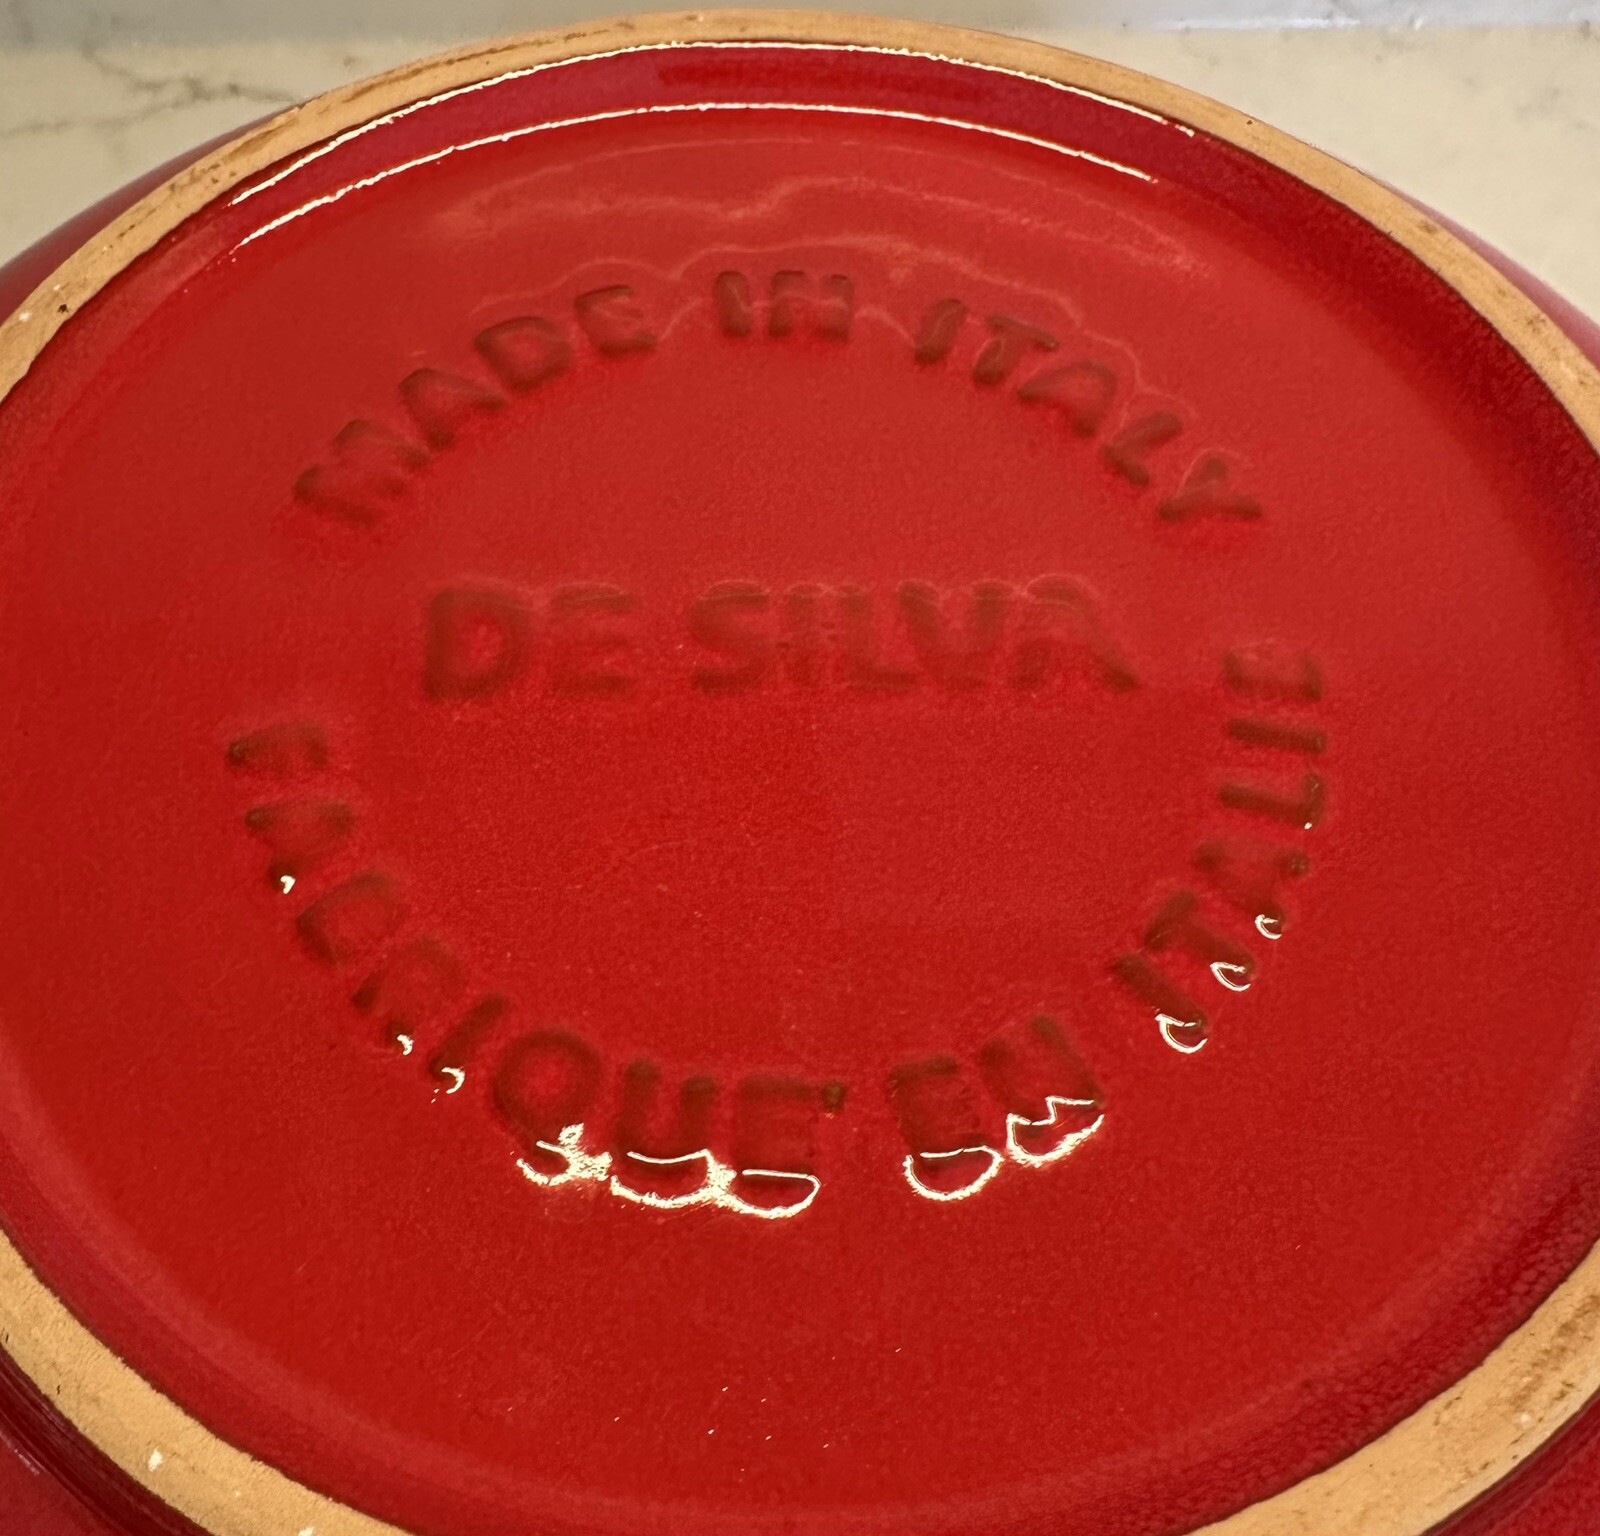 MADE IN ITALY
DE SILVA
FABRIQUE' EN ITALIE